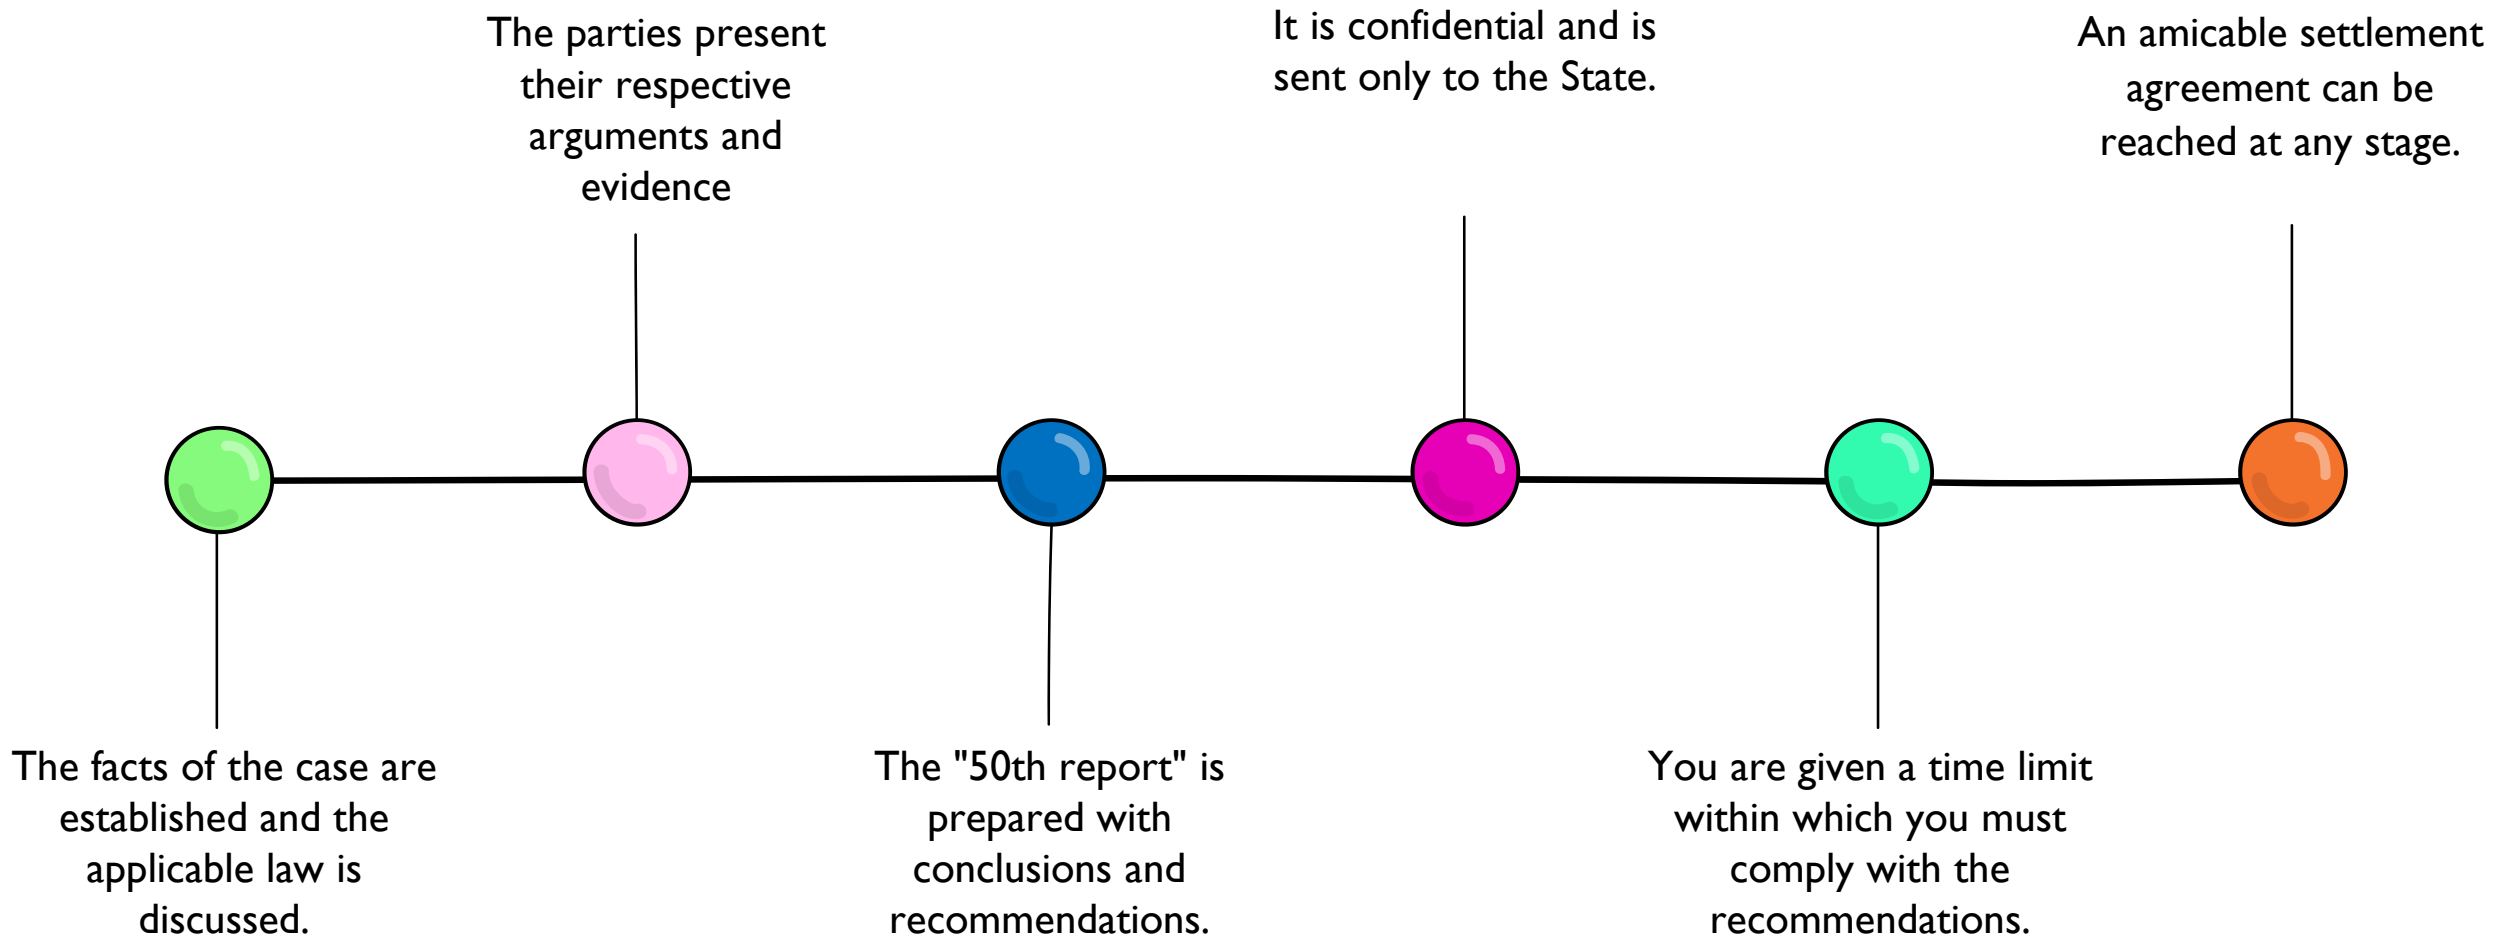 The facts of the case are
established and the
applicable law is
discussed.
The parties present
their respective
arguments and
evidence
The "50th report" is
prepared with
conclusions and
recommendations.
It is confidential and is
sent only to the State.
You are given a time limit
within which you must
comply with the
recommendations.
An amicable settlement
agreement can be
reached at any stage.